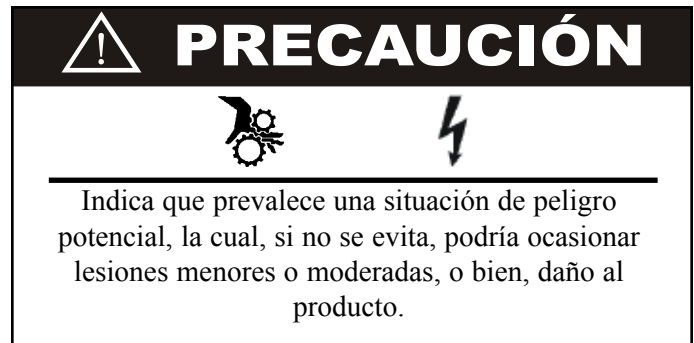 PRECAUCIÓN
Indica que prevalece una situación de peligro
potencial, la cual, si no se evita, podría ocasionar
lesiones menores o moderadas, o bien, daño al
producto.